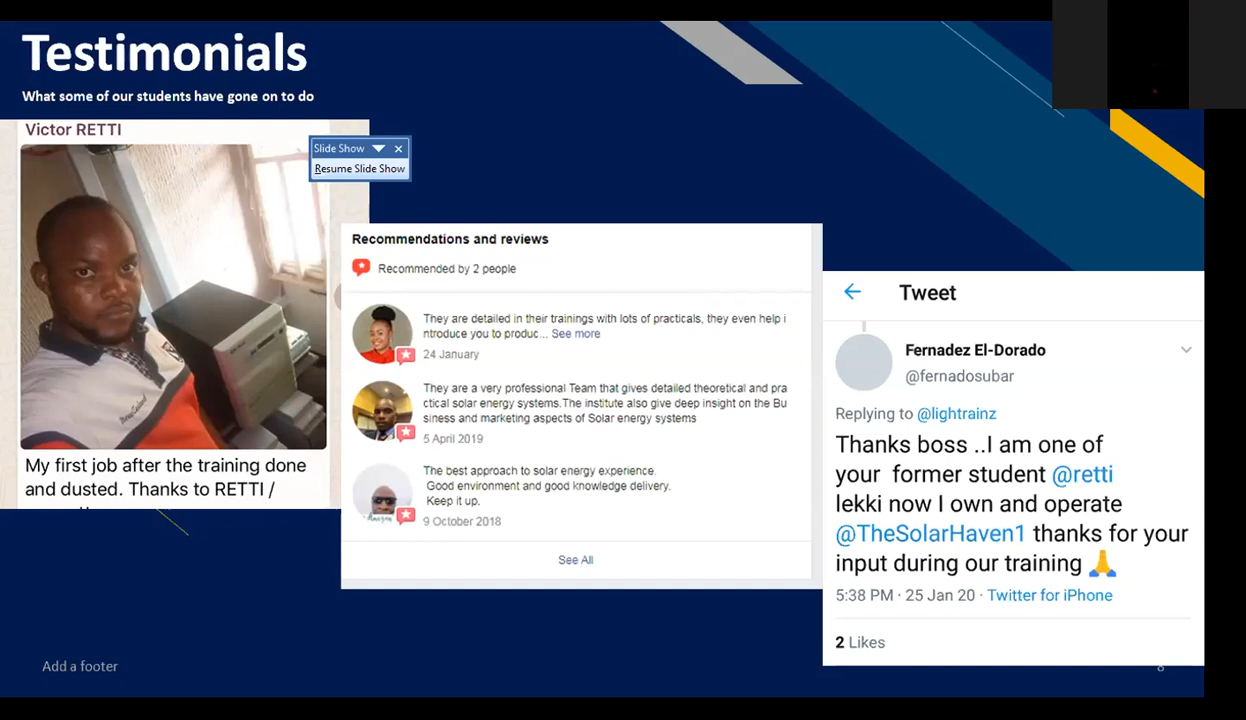 Testimonials
What some of our students have gone on to do
Victor RETTI
My first job after the training done
and dusted. Thanks to RETTI /
Slide Show
Resume Slide Show
Recommendations and reviews
Recommended by 2 people
They are detailed in their trainings with lots of practicals, they even help i
ntroduce you to produc... See more
24 January
They are a very professional Team that gives detailed theoretical and pra
ctical solar energy systems.The institute also give deep insight on the Bu
siness and marketing aspects of Solar energy systems
5 April 2019
The best approach to solar energy experience.
Good environment and good knowledge delivery.
Keep it up.
9 October 2018
See All
Tweet
Fernadez El-Dorado
@fernadosubar
Replying to @lightrainz
Thanks boss ..I am one of
your former student @retti
lekki now I own and operate
@TheSolarHaven1 thanks for your
input during our training 🙏
5:38 PM · 25 Jan 20 · Twitter for iPhone
2 Likes
Add a footer
8